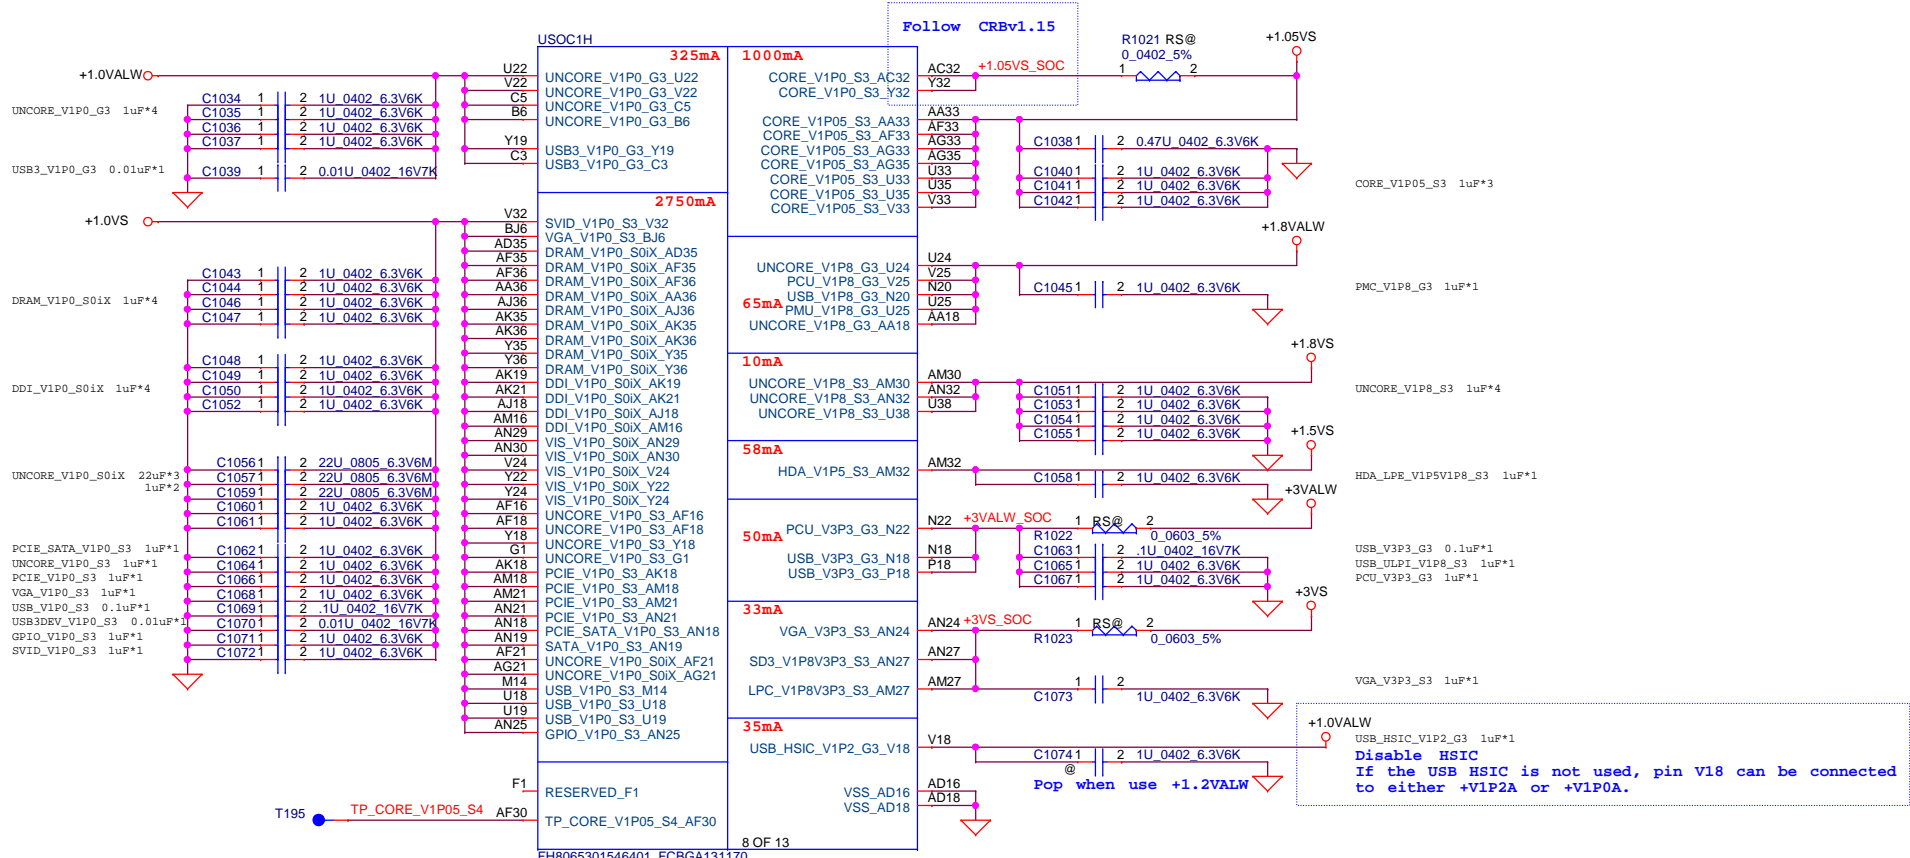 Follow CRBv1.15
USOC1H
325mA
1000mA
R1021 RS@
0_0402_5%
+1.05VS
+1.05VS_SOC
1 2
+1.0VALW
U22 UNCORE_V1P0_G3_U22
V22 UNCORE_V1P0_G3_V22
C5 UNCORE_V1P0_G3_C5
B6 UNCORE_V1P0_G3_B6
Y19 USB3_V1P0_G3_Y19
C3 USB3_V1P0_G3_C3
UNCORE_V1P0_G3 1uF*4
C1034 1 2 1U_0402_6.3V6K
C1035 1 2 1U_0402_6.3V6K
C1036 1 2 1U_0402_6.3V6K
C1037 1 2 1U_0402_6.3V6K
USB3_V1P0_G3 0.01uF*1
C1039 1 2 0.01U_0402_16V7K
CORE_V1P0_S3_AC32 AC32
CORE_V1P0_S3_Y32 Y32
CORE_V1P05_S3_AA33 AA33
CORE_V1P05_S3_AF33 AF33
CORE_V1P05_S3_AG33 AG33
CORE_V1P05_S3_AG35 AG35
CORE_V1P05_S3_U33 U33
CORE_V1P05_S3_U35 U35
CORE_V1P05_S3_V33 V33
C1038 1 2 0.47U_0402_6.3V6K
C1040 1 2 1U_0402_6.3V6K
C1041 1 2 1U_0402_6.3V6K
C1042 1 2 1U_0402_6.3V6K
CORE_V1P05_S3 1uF*3
+1.0VS
2750mA
V32 SVID_V1P0_S3_V32
BJ6 VGA_V1P0_S3_BJ6
AD35 DRAM_V1P0_S0iX_AD35
AF35 DRAM_V1P0_S0iX_AF35
AF36 DRAM_V1P0_S0iX_AF36
AA36 DRAM_V1P0_S0iX_AA36
AJ36 DRAM_V1P0_S0iX_AJ36
AK35 DRAM_V1P0_S0iX_AK35
AK36 DRAM_V1P0_S0iX_AK36
Y35 DRAM_V1P0_S0iX_Y35
Y36 DRAM_V1P0_S0iX_Y36
AK19 DDI_V1P0_S0iX_AK19
AK21 DDI_V1P0_S0iX_AK21
AJ18 DDI_V1P0_S0iX_AJ18
AM16 DDI_V1P0_S0iX_AM16
AN29 VIS_V1P0_S0iX_AN29
AN30 VIS_V1P0_S0iX_AN30
V24 VIS_V1P0_S0iX_V24
Y22 VIS_V1P0_S0iX_Y22
Y24 VIS_V1P0_S0iX_Y24
AF16 UNCORE_V1P0_S3_AF16
AF18 UNCORE_V1P0_S3_AF18
Y18 UNCORE_V1P0_S3_Y18
G1 UNCORE_V1P0_S3_G1
AK18 PCIE_V1P0_S3_AK18
AM18 PCIE_V1P0_S3_AM18
AM21 PCIE_V1P0_S3_AM21
AN21 PCIE_V1P0_S3_AN21
AN18 PCIE_SATA_V1P0_S3_AN18
AN19 SATA_V1P0_S3_AN19
AF21 UNCORE_V1P0_S0iX_AF21
AG21 UNCORE_V1P0_S0iX_AG21
M14 USB_V1P0_S3_M14
U18 USB_V1P0_S3_U18
U19 USB_V1P0_S3_U19
AN25 GPIO_V1P0_S3_AN25
DRAM_V1P0_S0iX 1uF*4
C1043 1 2 1U_0402_6.3V6K
C1044 1 2 1U_0402_6.3V6K
C1046 1 2 1U_0402_6.3V6K
C1047 1 2 1U_0402_6.3V6K
DDI_V1P0_S0iX 1uF*4
C1048 1 2 1U_0402_6.3V6K
C1049 1 2 1U_0402_6.3V6K
C1050 1 2 1U_0402_6.3V6K
C1052 1 2 1U_0402_6.3V6K
UNCORE_V1P0_S0iX 22uF*3
1uF*2
C1056 1 2 22U_0805_6.3V6M
C1057 1 2 22U_0805_6.3V6M
C1059 1 2 22U_0805_6.3V6M
C1060 1 2 1U_0402_6.3V6K
C1061 1 2 1U_0402_6.3V6K
PCIE_SATA_V1P0_S3 1uF*1
UNCORE_V1P0_S3 1uF*1
PCIE_V1P0_S3 1uF*1
VGA_V1P0_S3 1uF*1
USB_V1P0_S3 0.1uF*1
USB3DEV_V1P0_S3 0.01uF*1
GPIO_V1P0_S3 1uF*1
SVID_V1P0_S3 1uF*1
C1062 1 2 1U_0402_6.3V6K
C1064 1 2 1U_0402_6.3V6K
C1066 1 2 1U_0402_6.3V6K
C1068 1 2 1U_0402_6.3V6K
C1069 1 2 .1U_0402_16V7K
C1070 1 2 0.01U_0402_16V7K
C1071 1 2 1U_0402_6.3V6K
C1072 1 2 1U_0402_6.3V6K
+1.8VALW
65mA
UNCORE_V1P8_G3_U24 U24
PCU_V1P8_G3_V25 V25
USB_V1P8_G3_N20 N20
PMU_V1P8_G3_U25 U25
UNCORE_V1P8_G3_AA18 AA18
C1045 1 2 1U_0402_6.3V6K
PMC_V1P8_G3 1uF*1
+1.8VS
10mA
UNCORE_V1P8_S3_AM30 AM30
UNCORE_V1P8_S3_AN32 AN32
UNCORE_V1P8_S3_U38 U38
C1051 1 2 1U_0402_6.3V6K
C1053 1 2 1U_0402_6.3V6K
C1054 1 2 1U_0402_6.3V6K
C1055 1 2 1U_0402_6.3V6K
UNCORE_V1P8_S3 1uF*4
+1.5VS
58mA
HDA_V1P5_S3_AM32 AM32
C1058 1 2 1U_0402_6.3V6K
HDA_LPE_V1P5V1P8_S3 1uF*1
+3VALW
50mA
PCU_V3P3_G3_N22 N22 +3VALW_SOC
USB_V3P3_G3_N18 N18
USB_V3P3_G3_P18 P18
1 RS@ 2
R1022 0_0603_5%
C1063 1 2 .1U_0402_16V7K
C1065 1 2 1U_0402_6.3V6K
C1067 1 2 1U_0402_6.3V6K
USB_V3P3_G3 0.1uF*1
USB_ULPI_V1P8_S3 1uF*1
PCU_V3P3_G3 1uF*1
+3VS
33mA
VGA_V3P3_S3_AN24 AN24 +3VS_SOC
SD3_V1P8V3P3_S3_AN27 AN27
LPC_V1P8V3P3_S3_AM27 AM27
1 RS@ 2
R1023 0_0603_5%
C1073 1 2 1U_0402_6.3V6K
VGA_V3P3_S3 1uF*1
35mA
USB_HSIC_V1P2_G3_V18 V18
C1074 1 2 1U_0402_6.3V6K
@
Pop when use +1.2VALW
+1.0VALW
USB_HSIC_V1P2_G3 1uF*1
Disable HSIC
If the USB HSIC is not used, pin V18 can be connected
to either +V1P2A or +V1P0A.
F1 RESERVED_F1
T195 TP_CORE_V1P05_S4 AF30 TP_CORE_V1P05_S4_AF30
VSS_AD16 AD16
VSS_AD18 AD18
8 OF 13
FH8065301546401_FCBGA131170